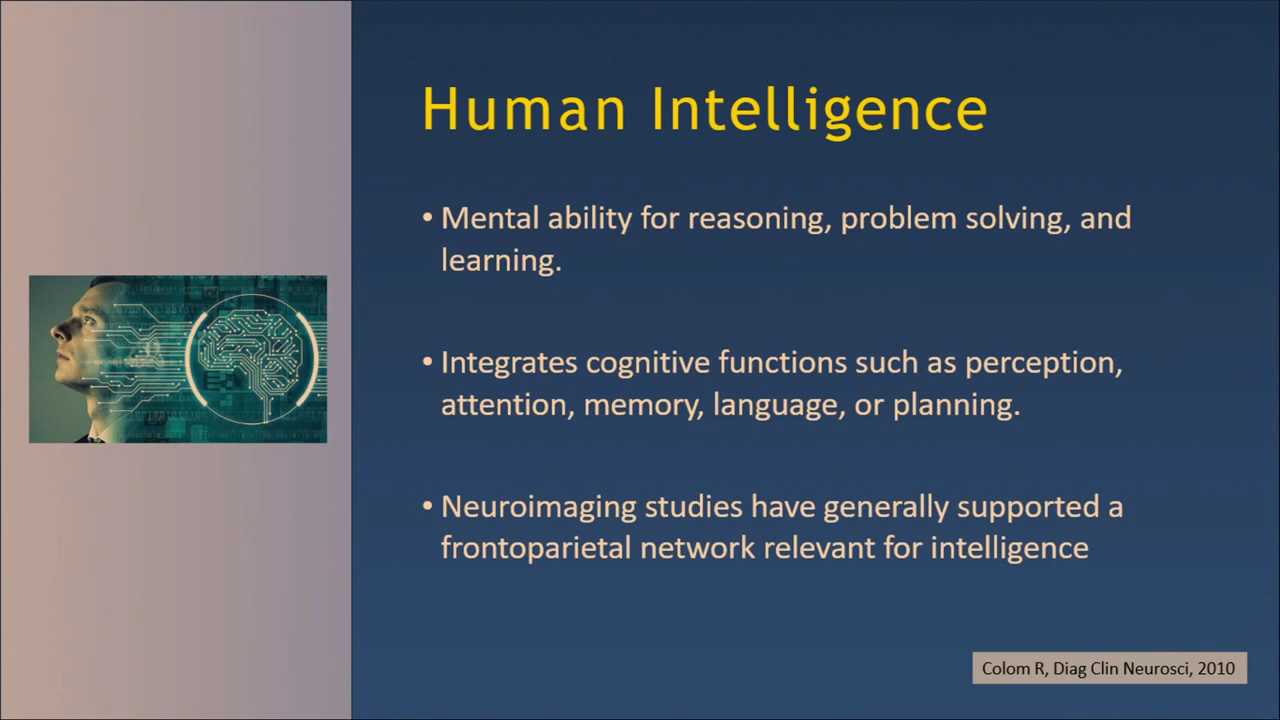 Human Intelligence
• Mental ability for reasoning, problem solving, and
learning.
• Integrates cognitive functions such as perception,
attention, memory, language, or planning.
• Neuroimaging studies have generally supported a
frontoparietal network relevant for intelligence
Colom R, Diag Clin Neurosci, 2010